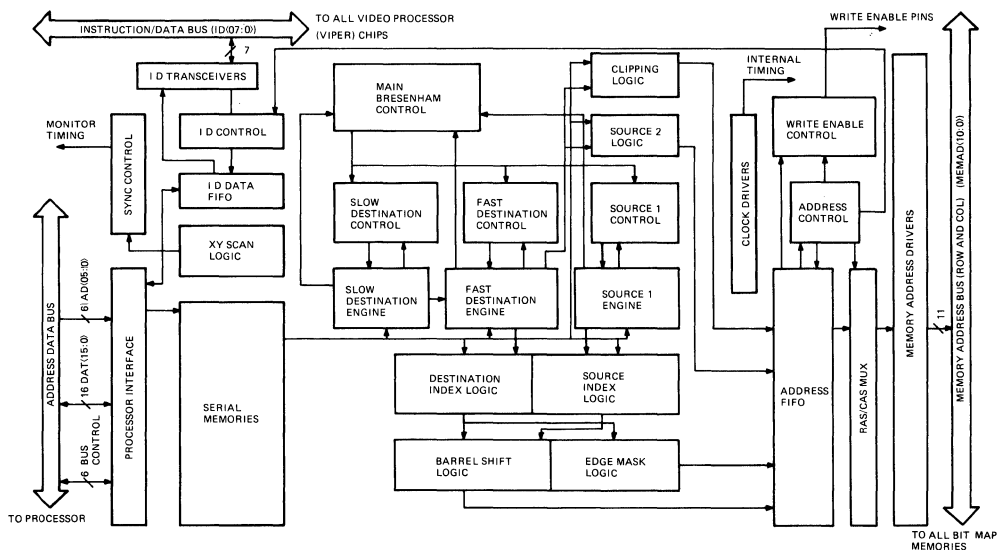 INSTRUCTION/DATA BUS (ID(07:0))
TO ALL VIDEO PROCESSOR
(VIPER) CHIPS
7
I D TRANSCEIVERS
I D CONTROL
I D DATA
FIFO
MONITOR
TIMING
SYNC CONTROL
XY SCAN
LOGIC
ADDRESS DATA BUS
6 IAD(05:0)
16 DAT(15:0)
6 BUS
CONTROL
TO PROCESSOR
PROCESSOR INTERFACE
SERIAL
MEMORIES
MAIN
BRESENHAM
CONTROL
SLOW
DESTINATION
CONTROL
FAST
DESTINATION
CONTROL
SOURCE 1
CONTROL
SLOW
DESTINATION
ENGINE
FAST
DESTINATION
ENGINE
SOURCE 1
ENGINE
DESTINATION
INDEX LOGIC
SOURCE
INDEX
LOGIC
BARREL SHIFT
LOGIC
EDGE MASK
LOGIC
CLIPPING
LOGIC
SOURCE 2
LOGIC
INTERNAL
TIMING
CLOCK DRIVERS
WRITE ENABLE PINS
WRITE ENABLE
CONTROL
ADDRESS
CONTROL
ADDRESS
FIFO
RAS/CAS MUX
MEMORY ADDRESS DRIVERS
11
MEMORY ADDRESS BUS (ROW AND COL) (MEMAD(10:0))
TO ALL BIT MAP
MEMORIES